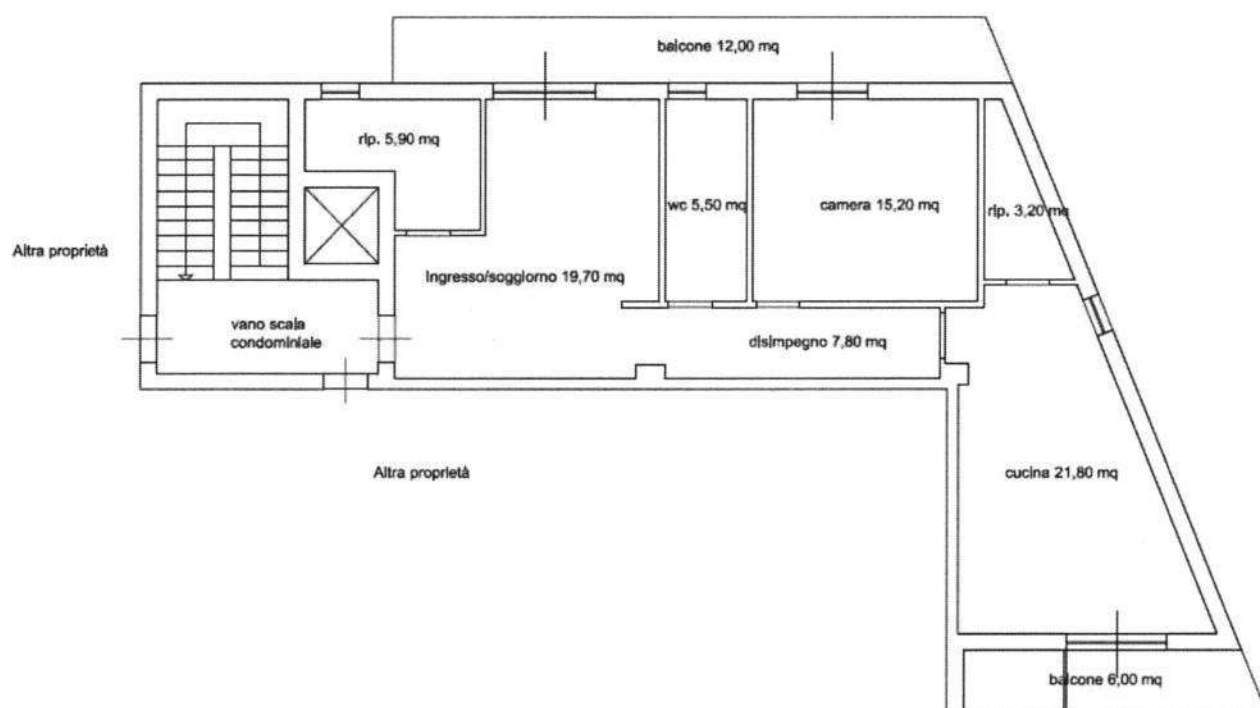 balcone 12,00 mq
rip. 5,90 mq
wc 5,50 mq
camera 15,20 mq
rip. 3,20 mq
Altra proprietà
Ingresso/soggiorno 19,70 mq
vano scala
condominiale
disimpegno 7,80 mq
Altra proprietà
cucina 21,80 mq
balcone 6,00 mq